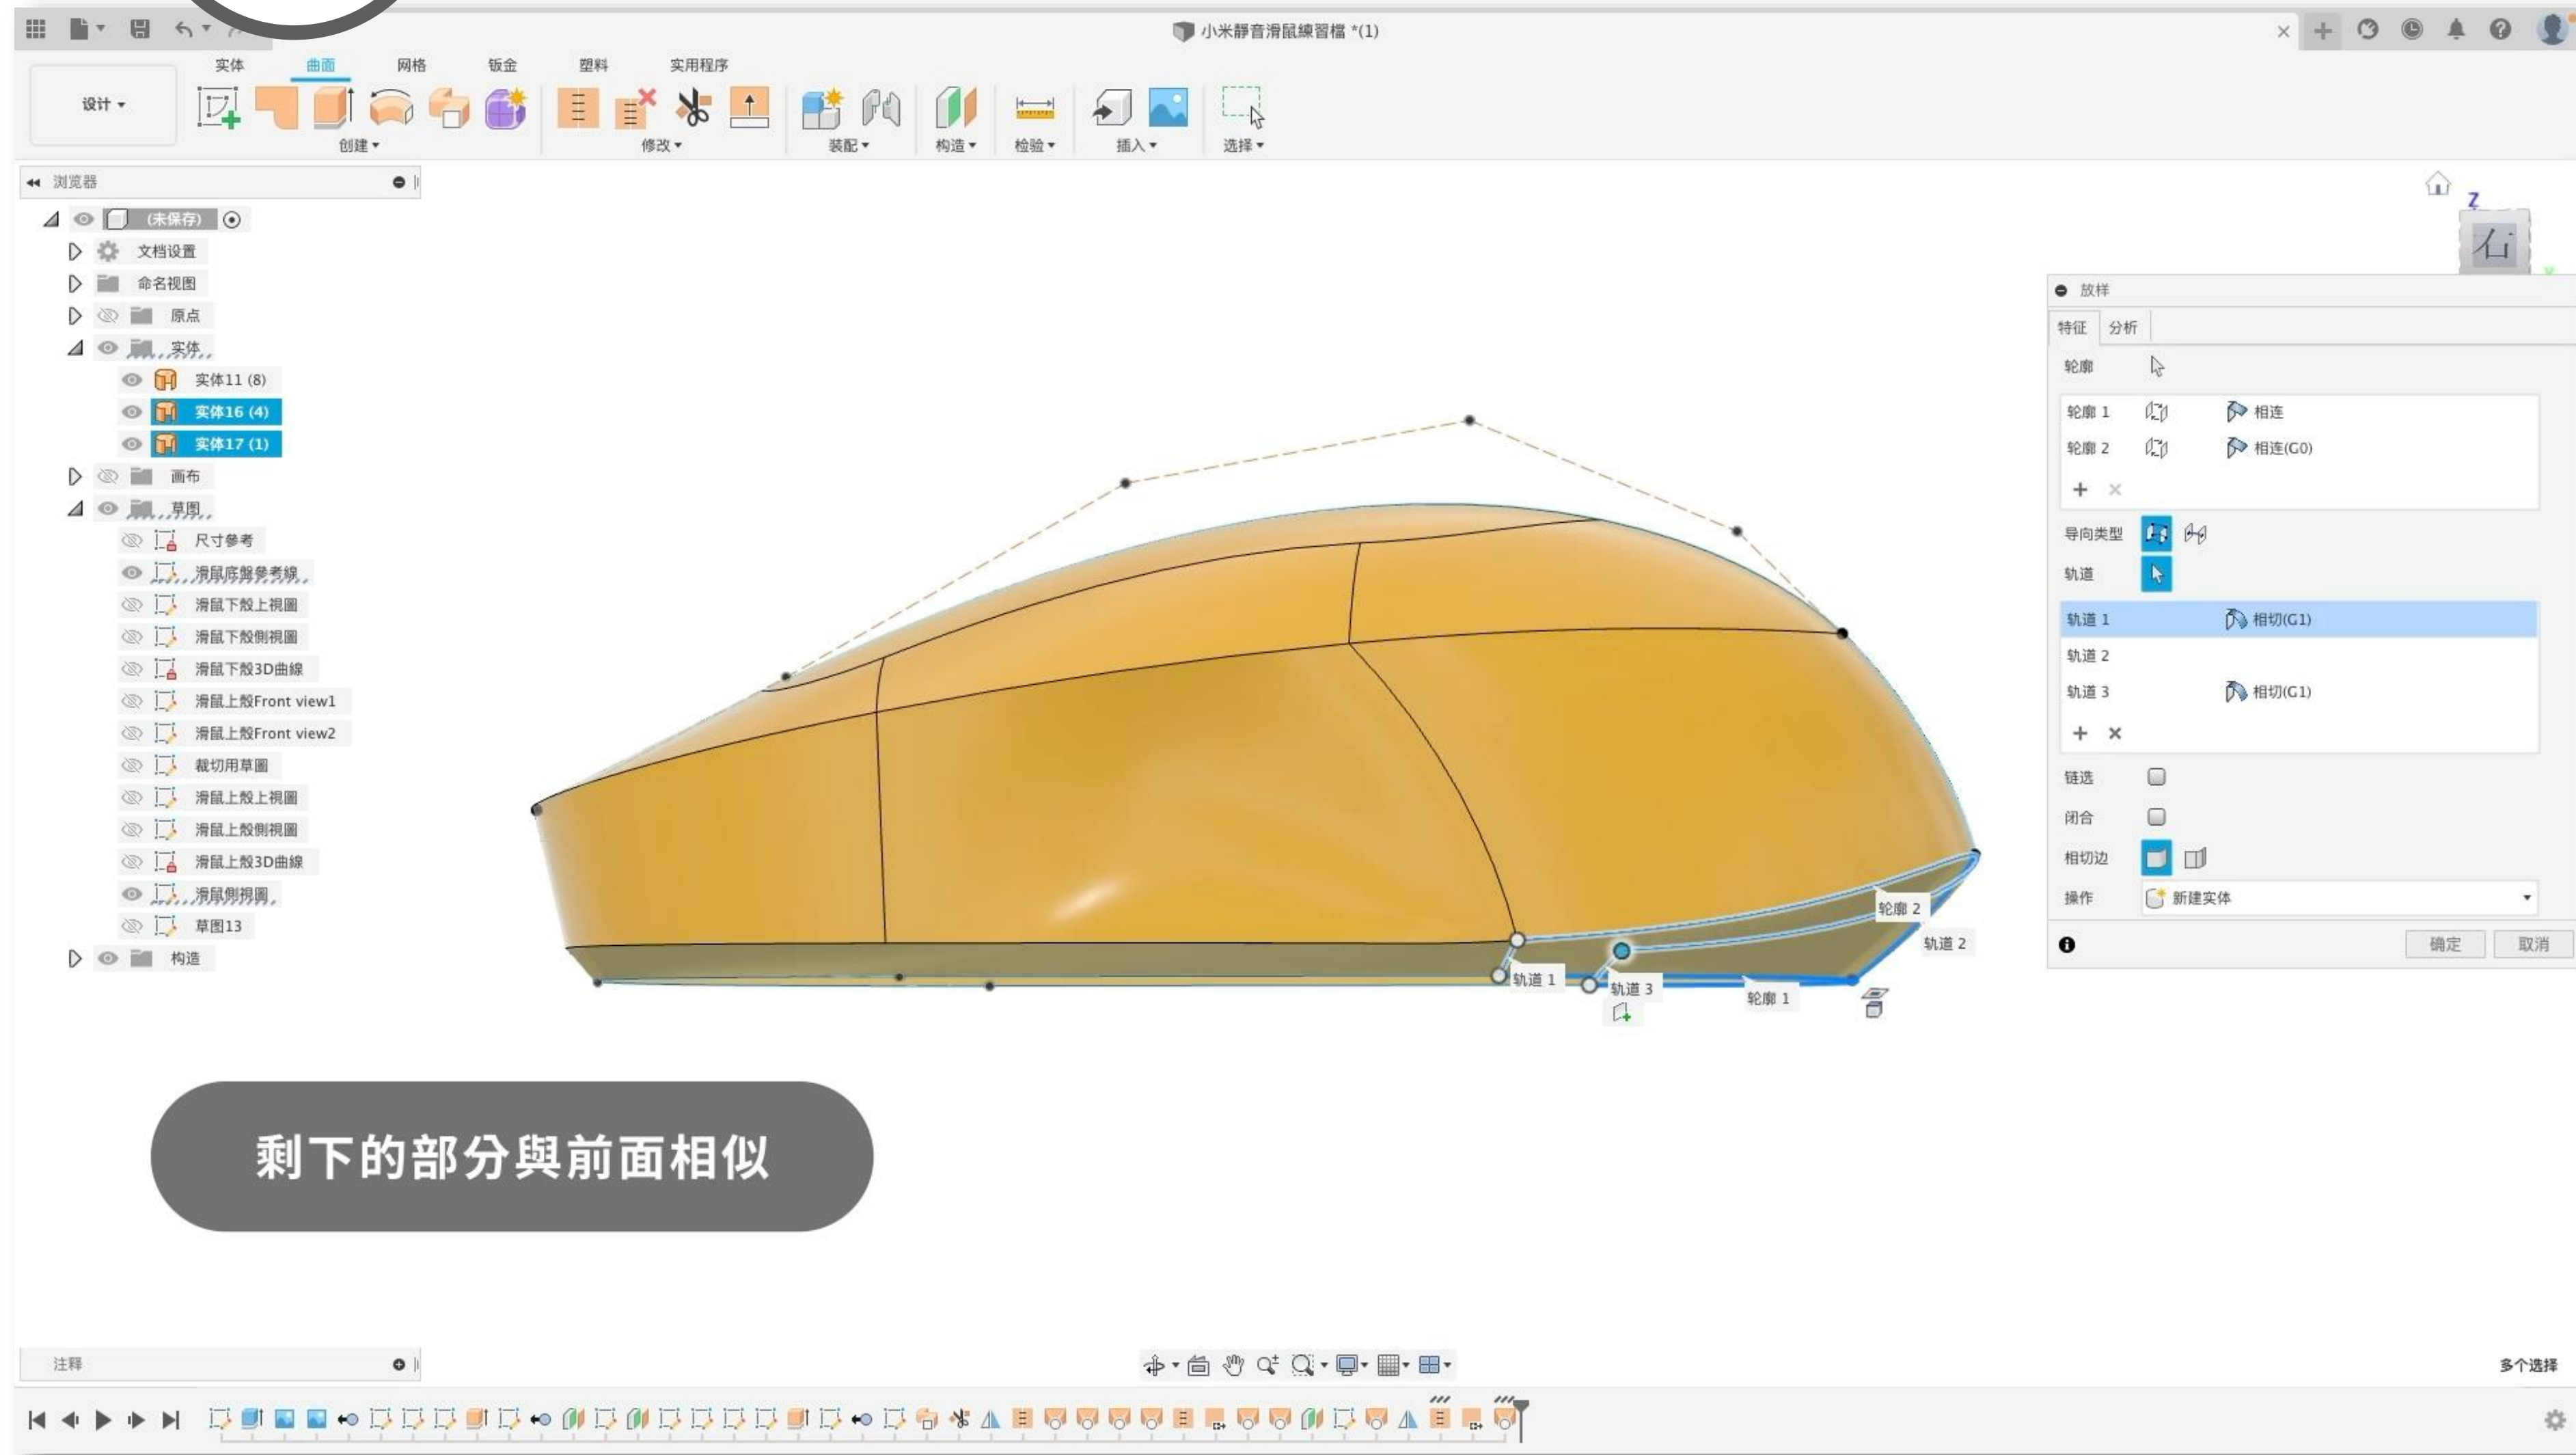 小米靜音滑鼠練習檔 *(1)
实体 曲面 网格 钣金 塑料 实用程序
设计
创建 修改 装配 构造 检验 插入 选择
浏览器
(未保存)
文档设置
命名视图
原点
实体
实体11 (8)
实体16 (4)
实体17 (1)
画布
草图
尺寸參考
滑鼠底盤參考線
滑鼠下殼上視圖
滑鼠下殼側視圖
滑鼠下殼3D曲線
滑鼠上殼Front view1
滑鼠上殼Front view2
裁切用草圖
滑鼠上殼上視圖
滑鼠上殼側視圖
滑鼠上殼3D曲線
滑鼠側視圖
草图13
构造
Z
右
放样
特征 分析
轮廓
轮廓 1 相连
轮廓 2 相连(G0)
导向类型
轨道
轨道 1 相切(G1)
轨道 2
轨道 3 相切(G1)
链选
闭合
相切边
操作 新建实体
确定 取消
轮廓 2
轨道 2
轨道 1
轨道 3
轮廓 1
剩下的部分與前面相似
注释
多个选择